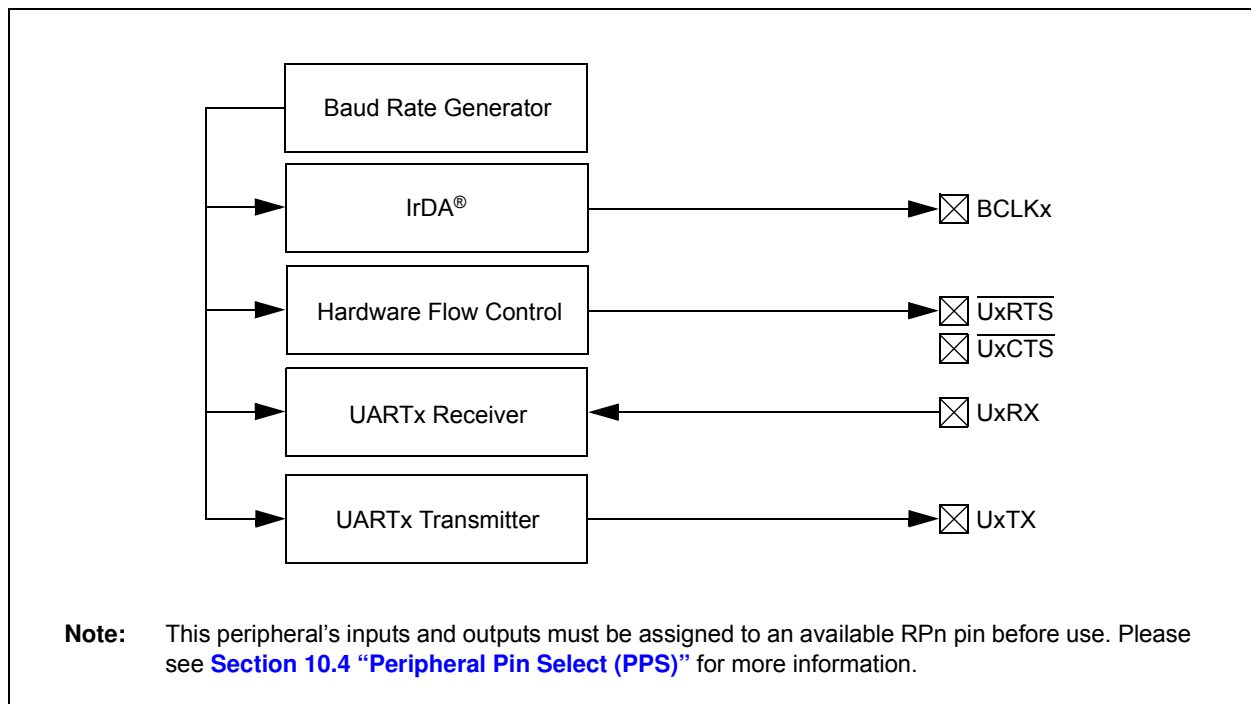 Baud Rate Generator
IrDA®
BCLKx
Hardware Flow Control
UxRTS
UxCTS
UARTx Receiver
UxRX
UARTx Transmitter
UxTX
Note: This peripheral’s inputs and outputs must be assigned to an available RPn pin before use. Please
see Section 10.4 “Peripheral Pin Select (PPS)” for more information.